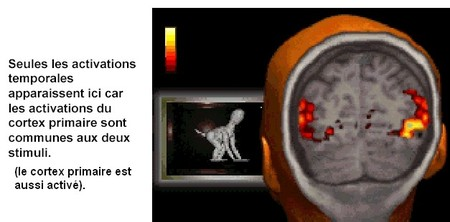 Seules les activations
temporales
apparaissent ici car
les activations du
cortex primaire sont
communes aux deux
stimuli.
(le cortex primaire est
aussi activé).